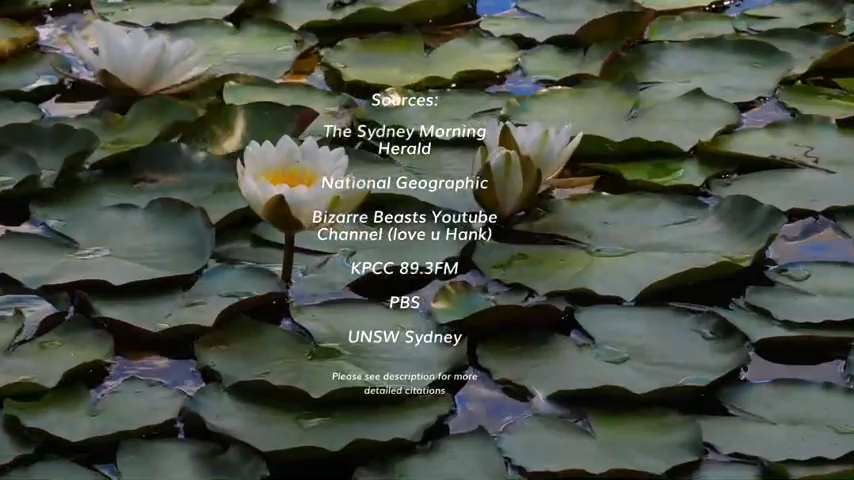 Sources:
The Sydney Morning
Herald
National Geographic
Bizarre Beasts Youtube
Channel (love u Hank)
KPCC 89.3FM
PBS
UNSW Sydney
Please see description for more
detailed citations